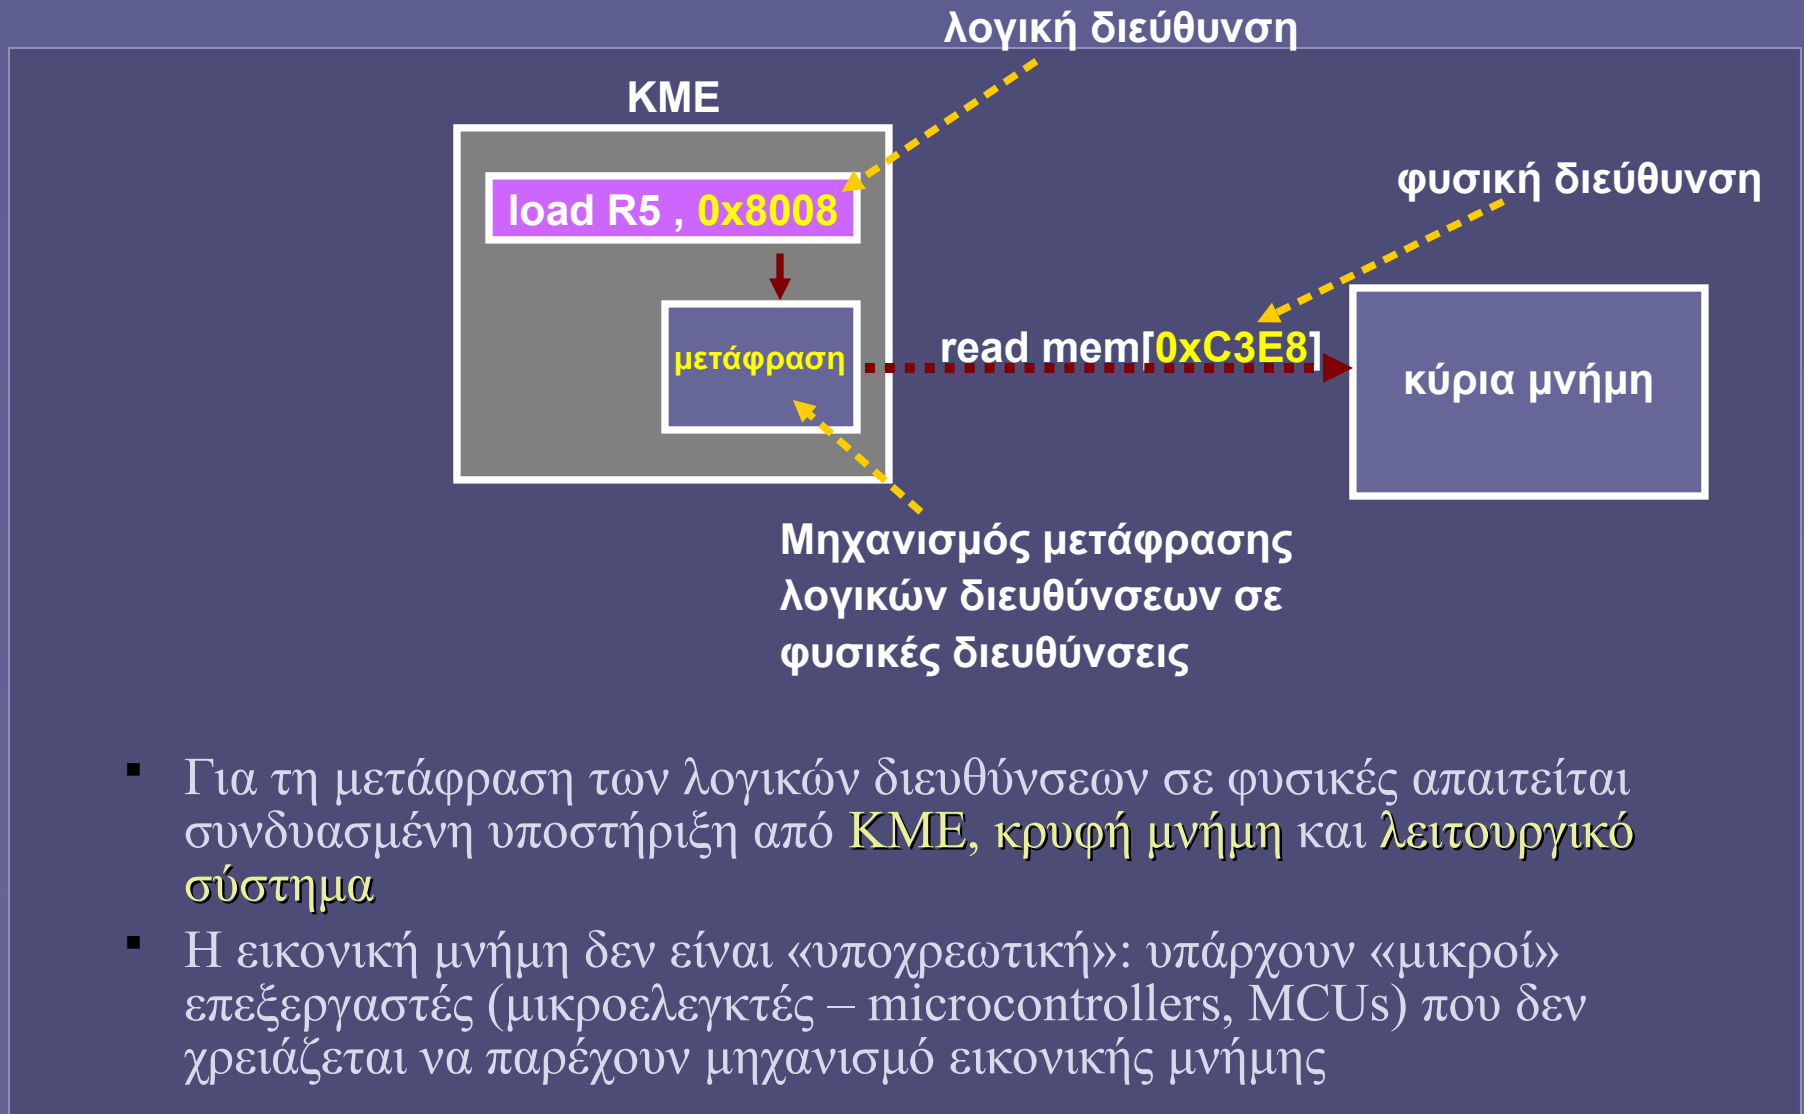 λογική διεύθυνση
ΚΜΕ
φυσική διεύθυνση
load R5 , 0x8008
read mem[0xC3E8]
μετάφραση
κύρια μνήμη
Μηχανισμός μετάφρασης
λογικών διευθύνσεων σε
φυσικές διευθύνσεις
▪ Για τη μετάφραση των λογικών διευθύνσεων σε φυσικές απαιτείται
συνδυασμένη υποστήριξη από ΚΜΕ, κρυφή μνήμη και λειτουργικό
σύστημα
▪ Η εικονική μνήμη δεν είναι «υποχρεωτική»: υπάρχουν «μικροί»
επεξεργαστές (μικροελεγκτές – microcontrollers, MCUs) που δεν
χρειάζεται να παρέχουν μηχανισμό εικονικής μνήμης